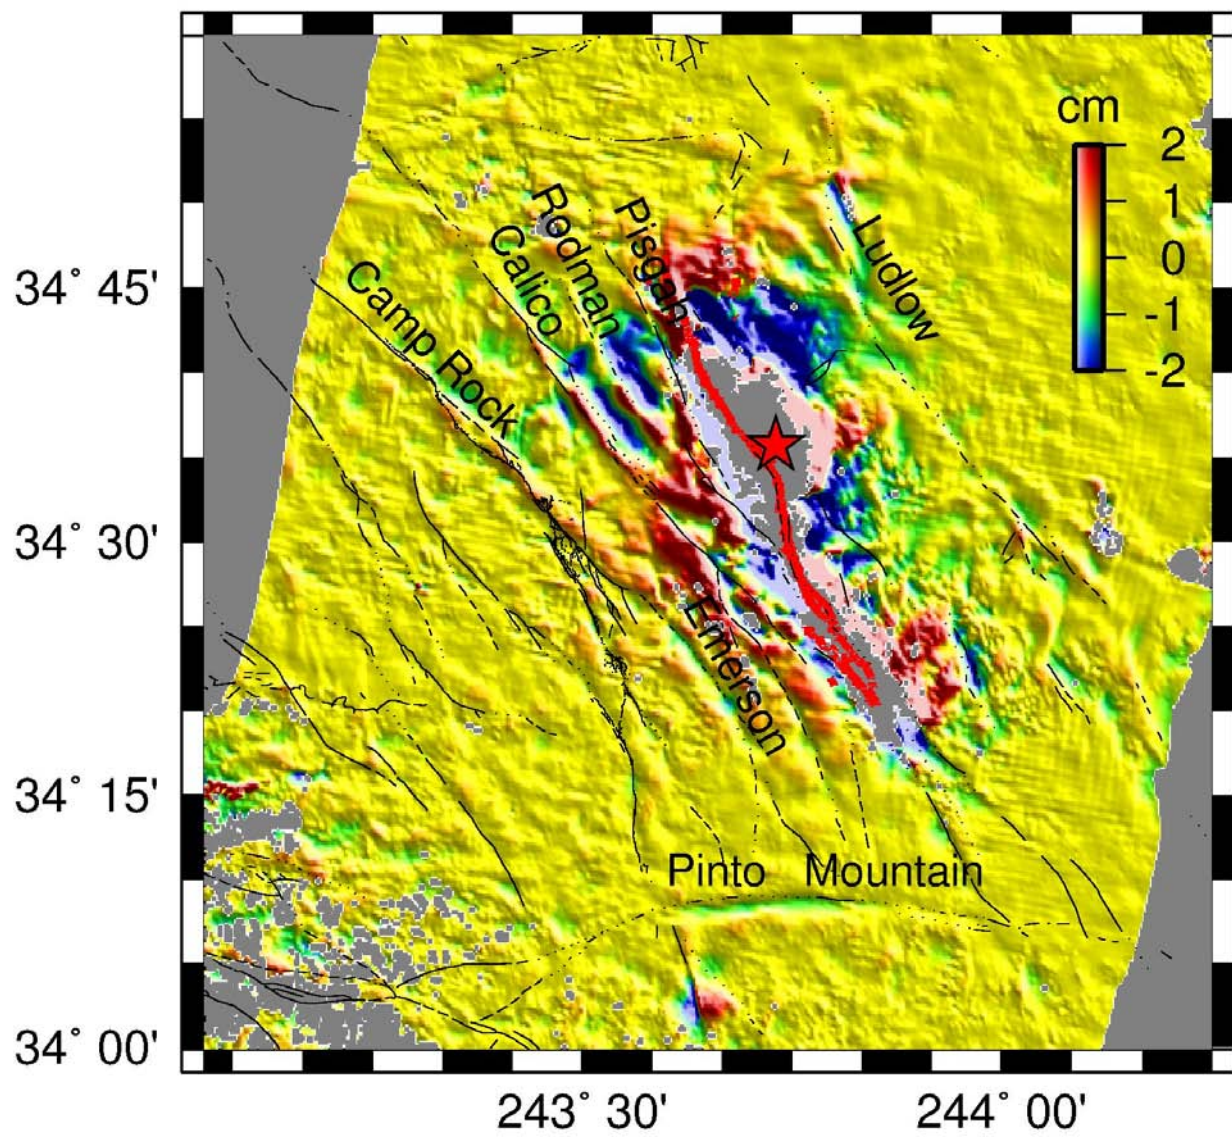 cm
2
1
0
-1
-2
Ludlow
Pisgah
Rodman
Calico
Camp Rock
Emerson
Pinto Mountain
34° 45'
34° 30'
34° 15'
34° 00'
243° 30'
244° 00'